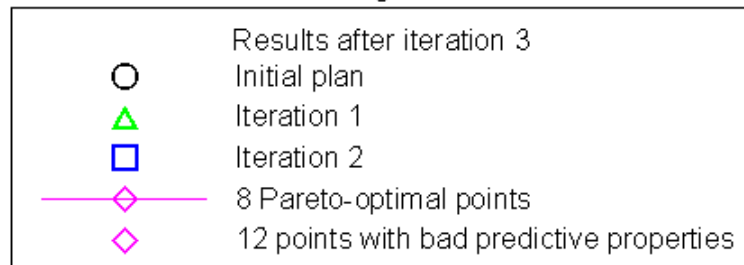 Results after iteration 3
Initial plan
Iteration 1
Iteration 2
8 Pareto-optimal points
12 points with bad predictive properties